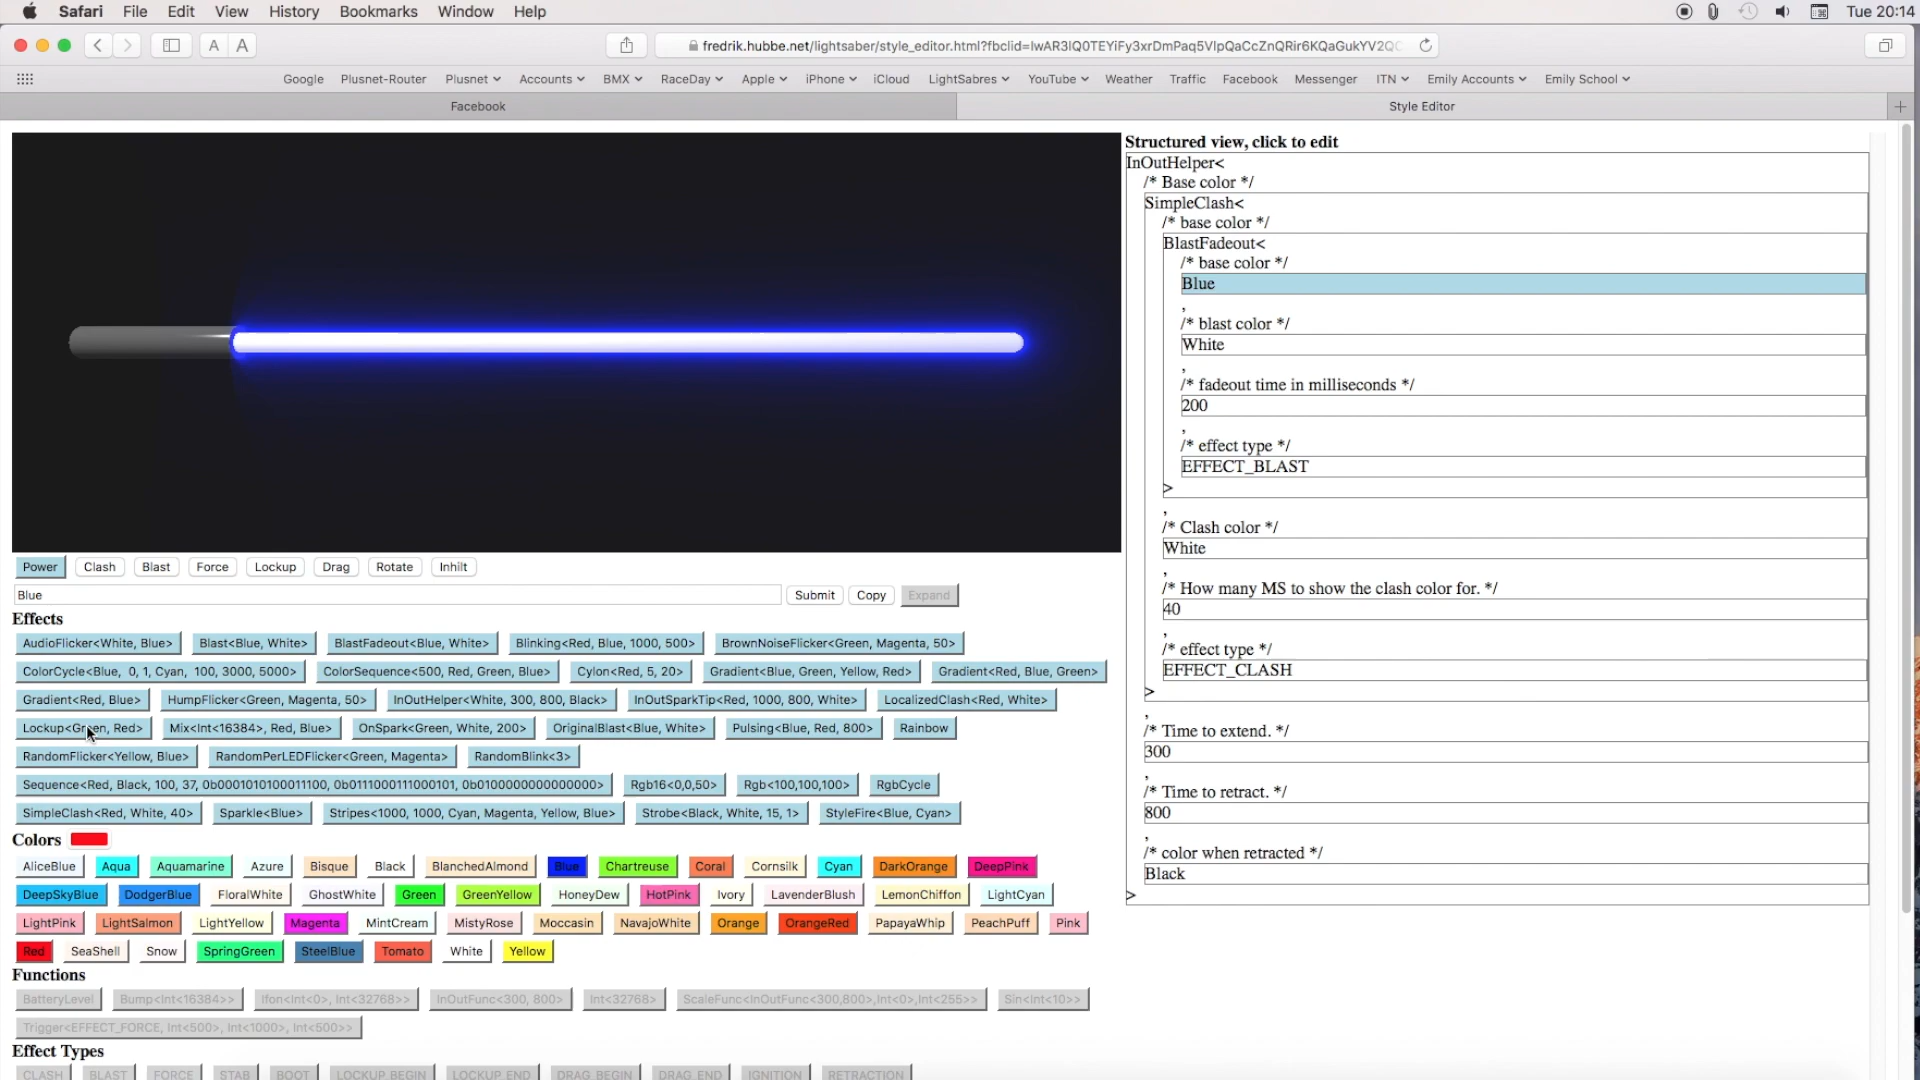 Safari File Edit View History Bookmarks Window Help Tue 20:14
A A fredrik.hubbe.net/lightsaber/style_editor.html?fbclid=IwAR3lQ0TEYiFy3xrDmPaq5VlpQaCcZnQRir6KQaGukYV2QC
Google Plusnet-Router Plusnet Accounts BMX RaceDay Apple iPhone iCloud LightSabres YouTube Weather Traffic Facebook Messenger ITN Emily Accounts Emily School
Facebook Style Editor
Power Clash Blast Force Lockup Drag Rotate Inhilt
Blue Submit Copy Expand
Effects
AudioFlicker<White, Blue> Blast<Blue, White> BlastFadeout<Blue, White> Blinking<Red, Blue, 1000, 500> BrownNoiseFlicker<Green, Magenta, 50>
ColorCycle<Blue, 0, 1, Cyan, 100, 3000, 5000> ColorSequence<500, Red, Green, Blue> Cylon<Red, 5, 20> Gradient<Blue, Green, Yellow, Red> Gradient<Red, Blue, Green>
Gradient<Red, Blue> HumpFlicker<Green, Magenta, 50> InOutHelper<White, 300, 800, Black> InOutSparkTip<Red, 1000, 800, White> LocalizedClash<Red, White>
Lockup<Green, Red> Mix<Int<16384>, Red, Blue> OnSpark<Green, White, 200> OriginalBlast<Blue, White> Pulsing<Blue, Red, 800> Rainbow
RandomFlicker<Yellow, Blue> RandomPerLEDFlicker<Green, Magenta> RandomBlink<3>
Sequence<Red, Black, 100, 37, 0b0001010100011100, 0b0111000111000101, 0b0100000000000000> Rgb16<0,0,50> Rgb<100,100,100> RgbCycle
SimpleClash<Red, White, 40> Sparkle<Blue> Stripes<1000, 1000, Cyan, Magenta, Yellow, Blue> Strobe<Black, White, 15, 1> StyleFire<Blue, Cyan>
Colors
AliceBlue Aqua Aquamarine Azure Bisque Black BlanchedAlmond Blue Chartreuse Coral Cornsilk Cyan DarkOrange DeepPink
DeepSkyBlue DodgerBlue FloralWhite GhostWhite Green GreenYellow HoneyDew HotPink Ivory LavenderBlush LemonChiffon LightCyan
LightPink LightSalmon LightYellow Magenta MintCream MistyRose Moccasin NavajoWhite Orange OrangeRed PapayaWhip PeachPuff Pink
Red SeaShell Snow SpringGreen SteelBlue Tomato White Yellow
Functions
BatteryLevel Bump<Int<16384>> Ifon<Int<0>, Int<32768>> InOutFunc<300, 800> Int<32768> ScaleFunc<InOutFunc<300,800>,Int<0>,Int<255>> Sin<Int<10>>
Trigger<EFFECT_FORCE, Int<500>, Int<1000>, Int<500>>
Effect Types
CLASH BLAST FORCE STAB BOOT LOCKUP_BEGIN LOCKUP_END DRAG_BEGIN DRAG_END IGNITION RETRACTION
Structured view, click to edit
InOutHelper<
/* Base color */
SimpleClash<
/* base color */
BlastFadeout<
/* base color */
Blue
,
/* blast color */
White
,
/* fadeout time in milliseconds */
200
,
/* effect type */
EFFECT_BLAST
>
,
/* Clash color */
White
,
/* How many MS to show the clash color for. */
40
,
/* effect type */
EFFECT_CLASH
>
,
/* Time to extend. */
300
,
/* Time to retract. */
800
,
/* color when retracted */
Black
>